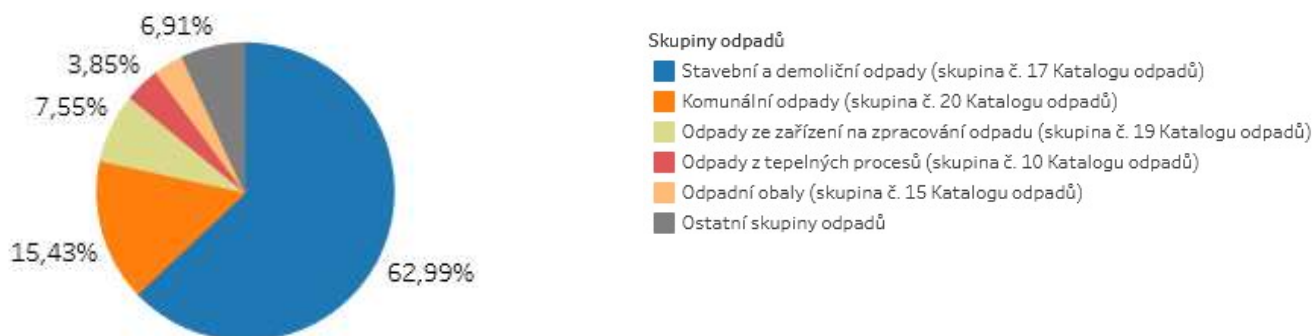 6,91%
3,85%
7,55%
15,43%
62,99%
Skupiny odpadů
Stavební a demoliční odpady (skupina č. 17 Katalogu odpadů)
Komunální odpady (skupina č. 20 Katalogu odpadů)
Odpady ze zařízení na zpracování odpadu (skupina č. 19 Katalogu odpadů)
Odpady z tepelných procesů (skupina č. 10 Katalogu odpadů)
Odpadní obaly (skupina č. 15 Katalogu odpadů)
Ostatní skupiny odpadů